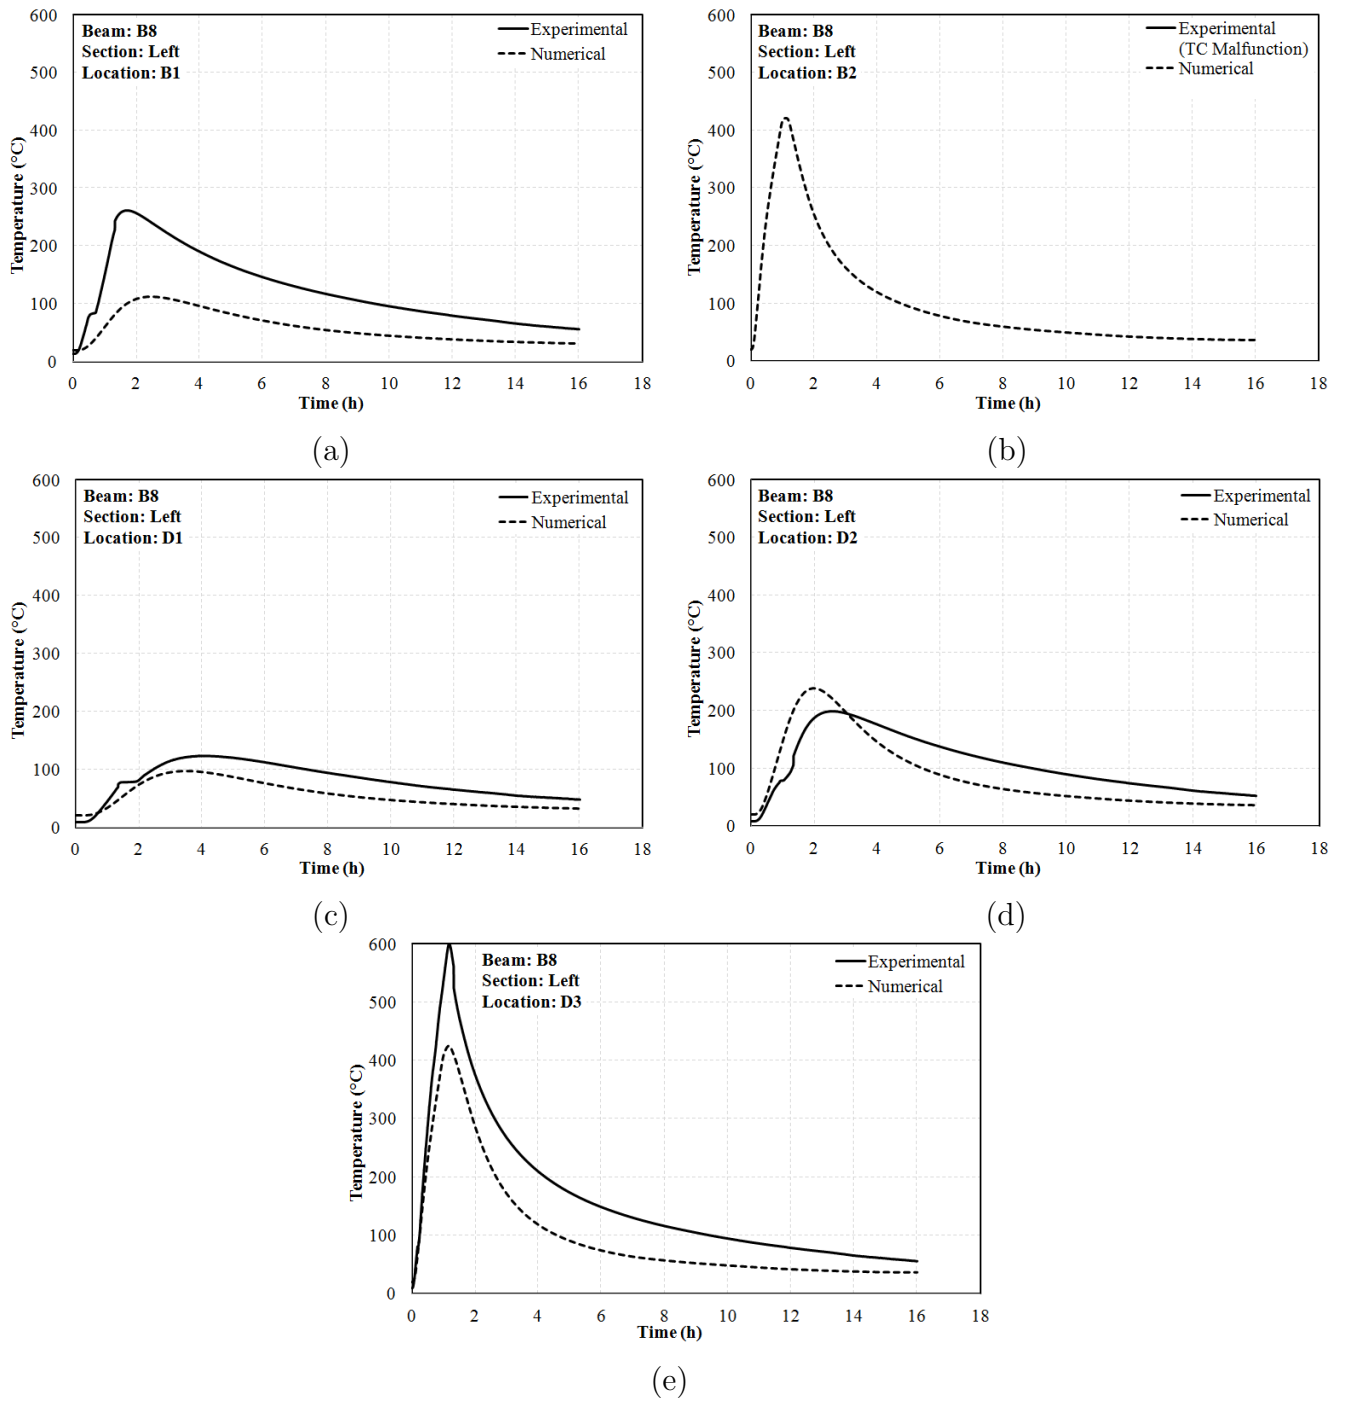 Beam: B8
Section: Left
Location: B1
Experimental
Numerical
600
500
400
300
200
100
0
Temperature (°C)
0 2 4 6 8 10 12 14 16 18
Time (h)
(a)
Beam: B8
Section: Left
Location: B2
Experimental
(TC Malfunction)
Numerical
600
500
400
300
200
100
0
Temperature (°C)
0 2 4 6 8 10 12 14 16 18
Time (h)
(b)
Beam: B8
Section: Left
Location: D1
Experimental
Numerical
600
500
400
300
200
100
0
Temperature (°C)
0 2 4 6 8 10 12 14 16 18
Time (h)
(c)
Beam: B8
Section: Left
Location: D2
Experimental
Numerical
600
500
400
300
200
100
0
Temperature (°C)
0 2 4 6 8 10 12 14 16 18
Time (h)
(d)
Beam: B8
Section: Left
Location: D3
Experimental
Numerical
600
500
400
300
200
100
0
Temperature (°C)
0 2 4 6 8 10 12 14 16 18
Time (h)
(e)